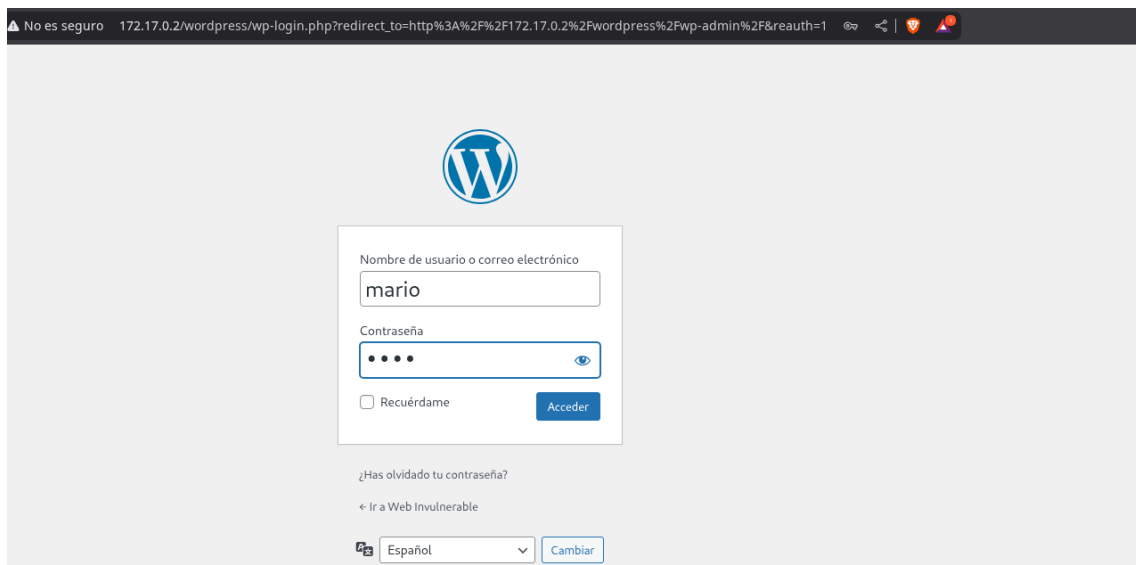 No es seguro 172.17.0.2/wordpress/wp-login.php?redirect_to=http%3A%2F%2F172.17.0.2%2Fwordpress%2Fwp-admin%2F&reauth=1
Nombre de usuario o correo electrónico
mario
Contraseña
••••
Recuérdame Acceder
¿Has olvidado tu contraseña?
← Ir a Web Invulnerable
Español Cambiar